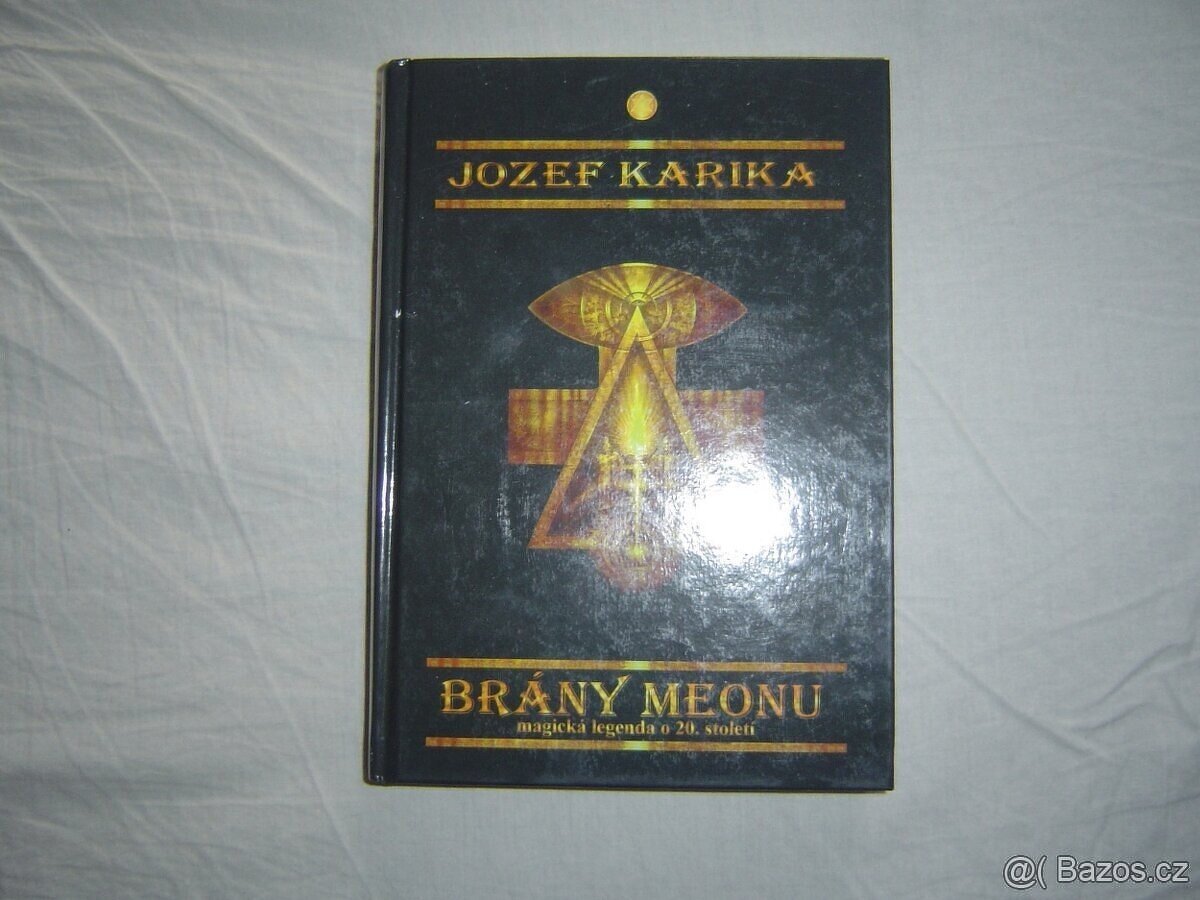 JOZEF KARIKA
BRÁNY MEONU
magická legenda o 20. století
@( Bazos.cz